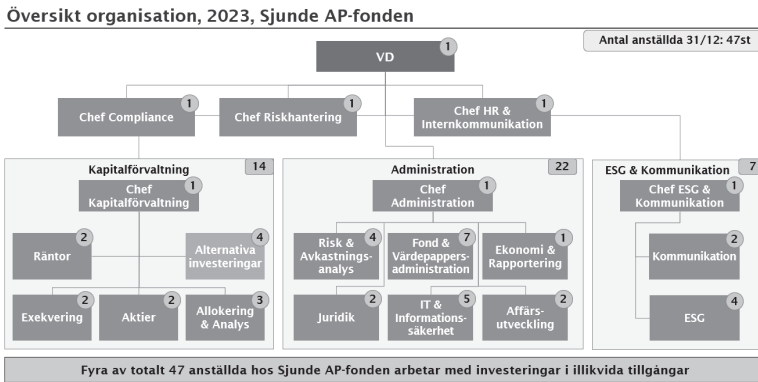 Översikt organisation, 2023, Sjunde AP-fonden
Antal anställda 31/12: 47st
VD
1
Chef Compliance
1
Chef Riskhantering
1
Chef HR &
Internkommunikation
1
Kapitalförvaltning
14
Chef
Kapitalförvaltning
1
Räntor
2
Alternativa
investeringar
4
Exekvering
2
Aktier
2
Allokering
& Analys
3
Administration
22
Chef
Administration
1
Risk &
Avkastnings-
analys
4
Fond &
Värdepappers-
administration
7
Ekonomi &
Rapportering
1
Juridik
2
IT &
Informations-
säkerhet
5
Affärs-
utveckling
2
ESG & Kommunikation
7
Chef ESG &
Kommunikation
1
Kommunikation
2
ESG
4
Fyra av totalt 47 anställda hos Sjunde AP-fonden arbetar med investeringar i illikvida tillgångar